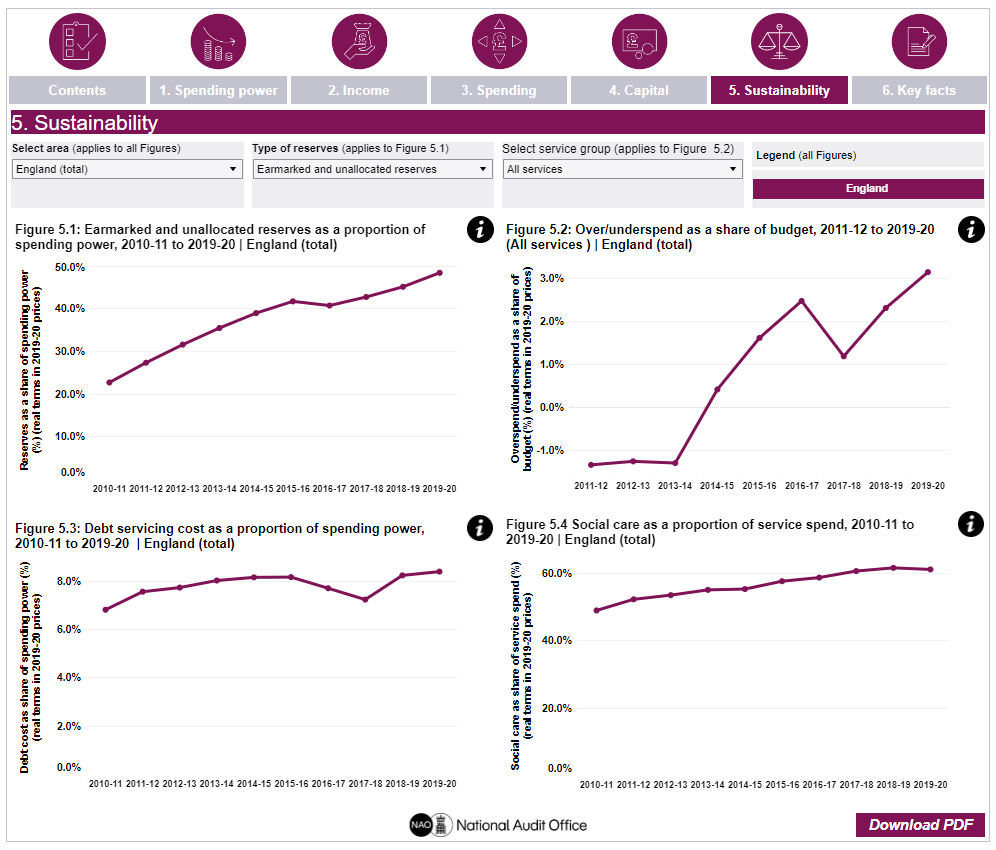 Contents
1. Spending power
2. Income
3. Spending
4. Capital
5. Sustainability
6. Key facts
5. Sustainability
Select area (applies to all Figures)
England (total)
Type of reserves (applies to Figure 5.1)
Earmarked and unallocated reserves
Select service group (applies to Figure 5.2)
All services
Legend (all Figures)
England
Figure 5.1: Earmarked and unallocated reserves as a proportion of
spending power, 2010-11 to 2019-20 | England (total)
Reserves as a share of spending power
(%) (real terms in 2019-20 prices)
50.0%
40.0%
30.0%
20.0%
10.0%
0.0%
2010-11 2011-12 2012-13 2013-14 2014-15 2015-16 2016-17 2017-18 2018-19 2019-20
Figure 5.2: Over/underspend as a share of budget, 2011-12 to 2019-20
(All services ) | England (total)
Overspend/underspend as a share of
budget (%) (real terms in 2019-20 prices)
3.0%
2.0%
1.0%
0.0%
-1.0%
2011-12 2012-13 2013-14 2014-15 2015-16 2016-17 2017-18 2018-19 2019-20
Figure 5.3: Debt servicing cost as a proportion of spending power,
2010-11 to 2019-20 | England (total)
Debt cost as share of spending power (%)
(real terms in 2019-20 prices)
8.0%
6.0%
4.0%
2.0%
0.0%
2010-11 2011-12 2012-13 2013-14 2014-15 2015-16 2016-17 2017-18 2018-19 2019-20
Figure 5.4 Social care as a proportion of service spend, 2010-11 to
2019-20 | England (total)
Social care as share of service spend (%)
(real terms in 2019-20 prices)
60.0%
40.0%
20.0%
0.0%
2010-11 2011-12 2012-13 2013-14 2014-15 2015-16 2016-17 2017-18 2018-19 2019-20
NAO National Audit Office
Download PDF